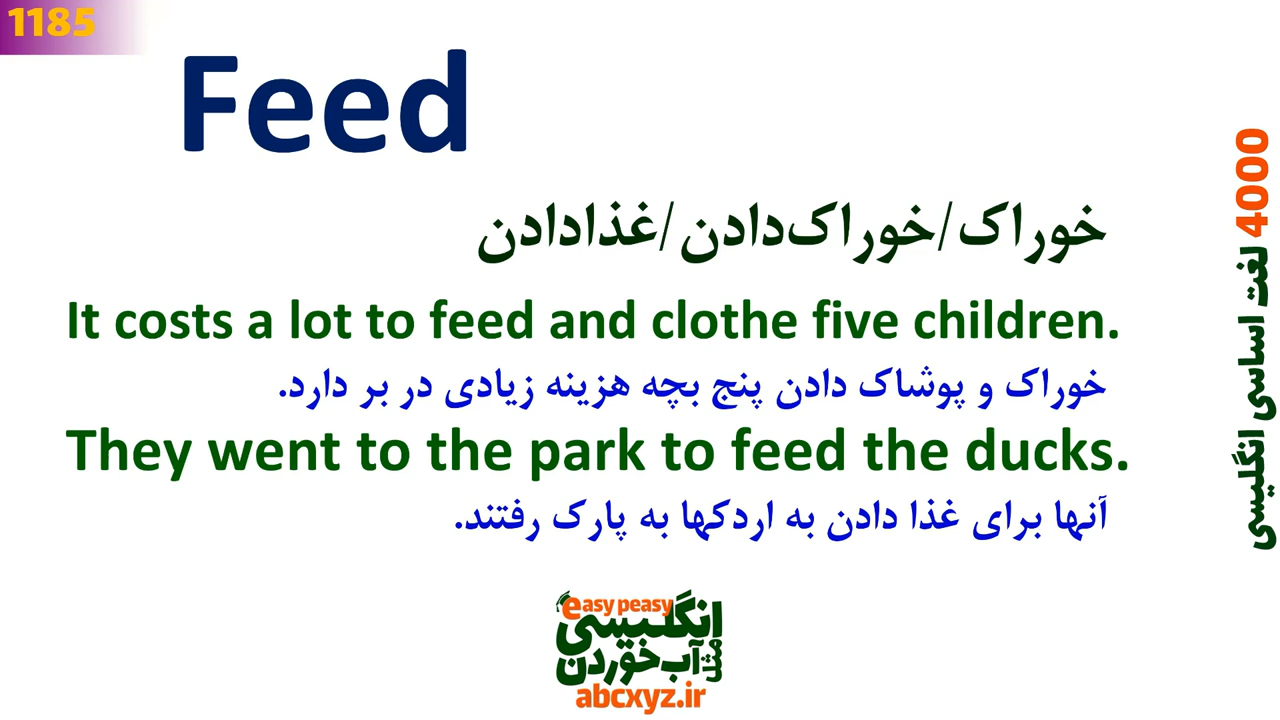 1185
Feed
خوراک/خوراک‌دادن/غذادادن
It costs a lot to feed and clothe five children.
خوراک و پوشاک دادن پنج بچه هزینه زیادی در بر دارد.
They went to the park to feed the ducks.
آنها برای غذا دادن به اردکها به پارک رفتند.
4000 لغت اساسی انگلیسی
easy peasy
انگلیسی
مثل آب خوردن
abcxyz.ir